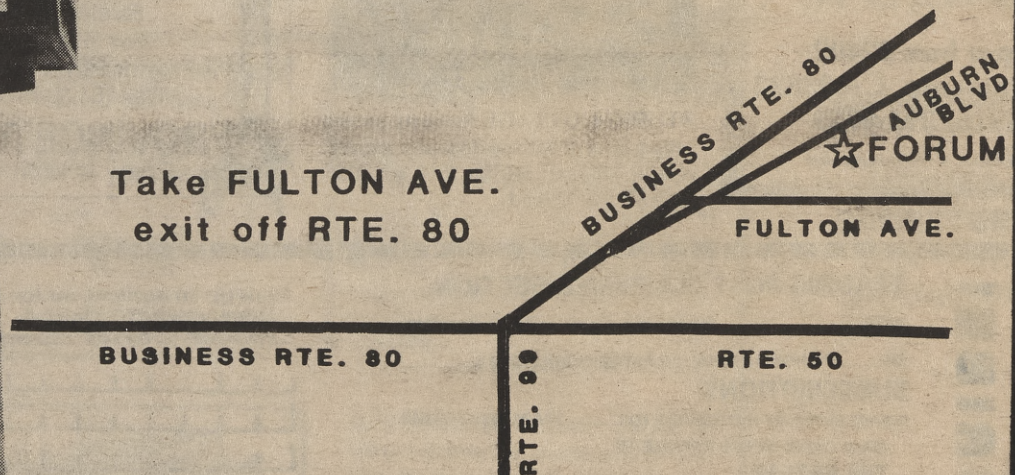 BUSINESS RTE. 80
AUBURN
BLVD
FORUM
Take FULTON AVE.
exit off RTE. 80
FULTON AVE.
BUSINESS RTE. 80
RTE. 99
RTE. 50